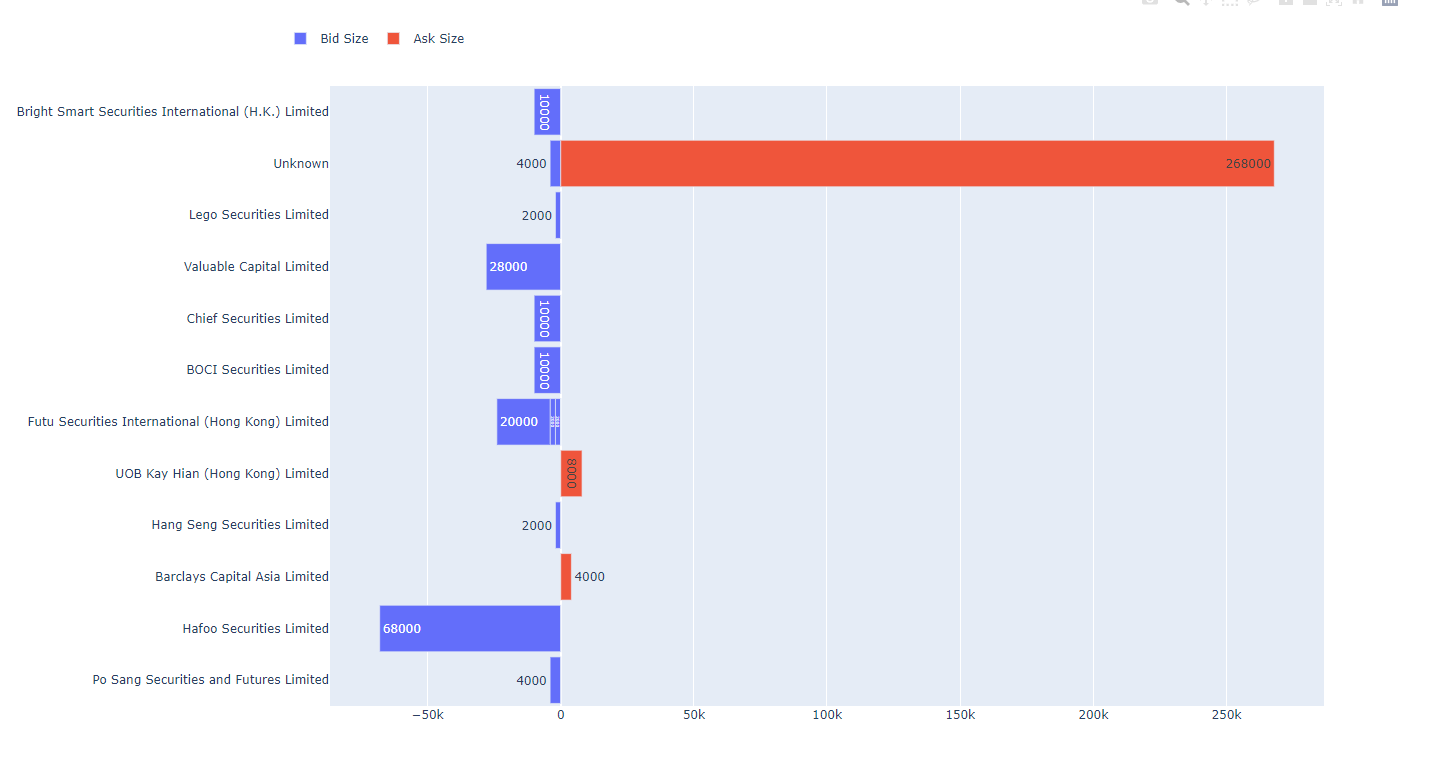 Bid Size Ask Size
Bright Smart Securities International (H.K.) Limited 10000
Unknown 4000 268000
Lego Securities Limited 2000
Valuable Capital Limited 28000
Chief Securities Limited 10000
BOCI Securities Limited 10000
Futu Securities International (Hong Kong) Limited 20000
UOB Kay Hian (Hong Kong) Limited 8000
Hang Seng Securities Limited 2000
Barclays Capital Asia Limited 4000
Hafoo Securities Limited 68000
Po Sang Securities and Futures Limited 4000
−50k 0 50k 100k 150k 200k 250k